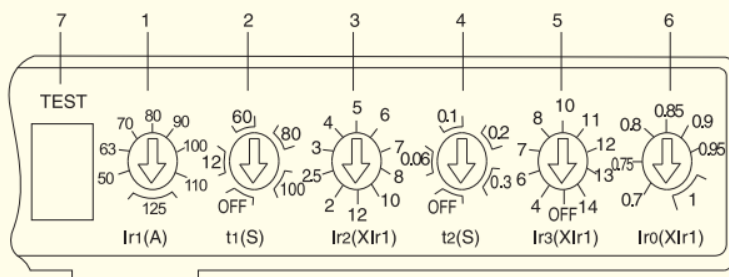 7 1 2 3 4 5 6
TEST
50 63 70 80 90 100 110 125
Ir1(A)
12 60 80 100 OFF
t1(S)
2 2.5 3 4 5 6 7 8 10 12
Ir2(XIr1)
0.06 0.1 0.2 0.3 OFF
t2(S)
4 6 7 8 10 11 12 13 14 OFF
Ir3(XIr1)
0.7 0.75 0.8 0.85 0.9 0.95 1
Ir0(XIr1)